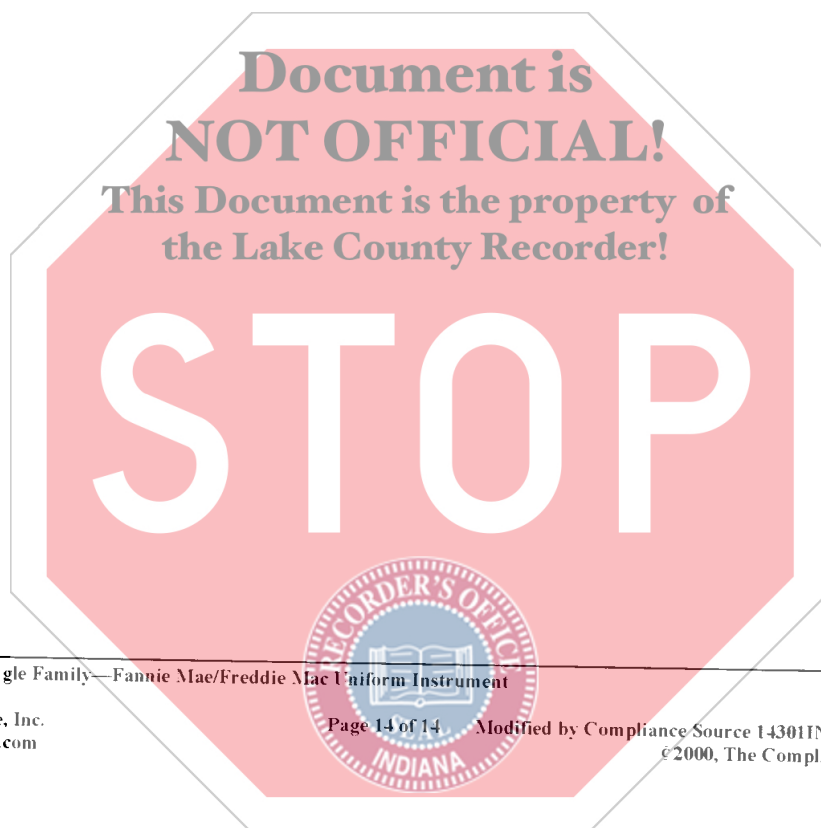 Document is
NOT OFFICIAL!
This Document is the property of
the Lake County Recorder!
STOP
RECORDER'S OFFICE
gle Family—Fannie Mae/Freddie Mac Uniform Instrument
e, Inc.
Page 14 of 14 Modified by Compliance Source 14301IN
.com
©2000, The Compl
SEAL
INDIANA